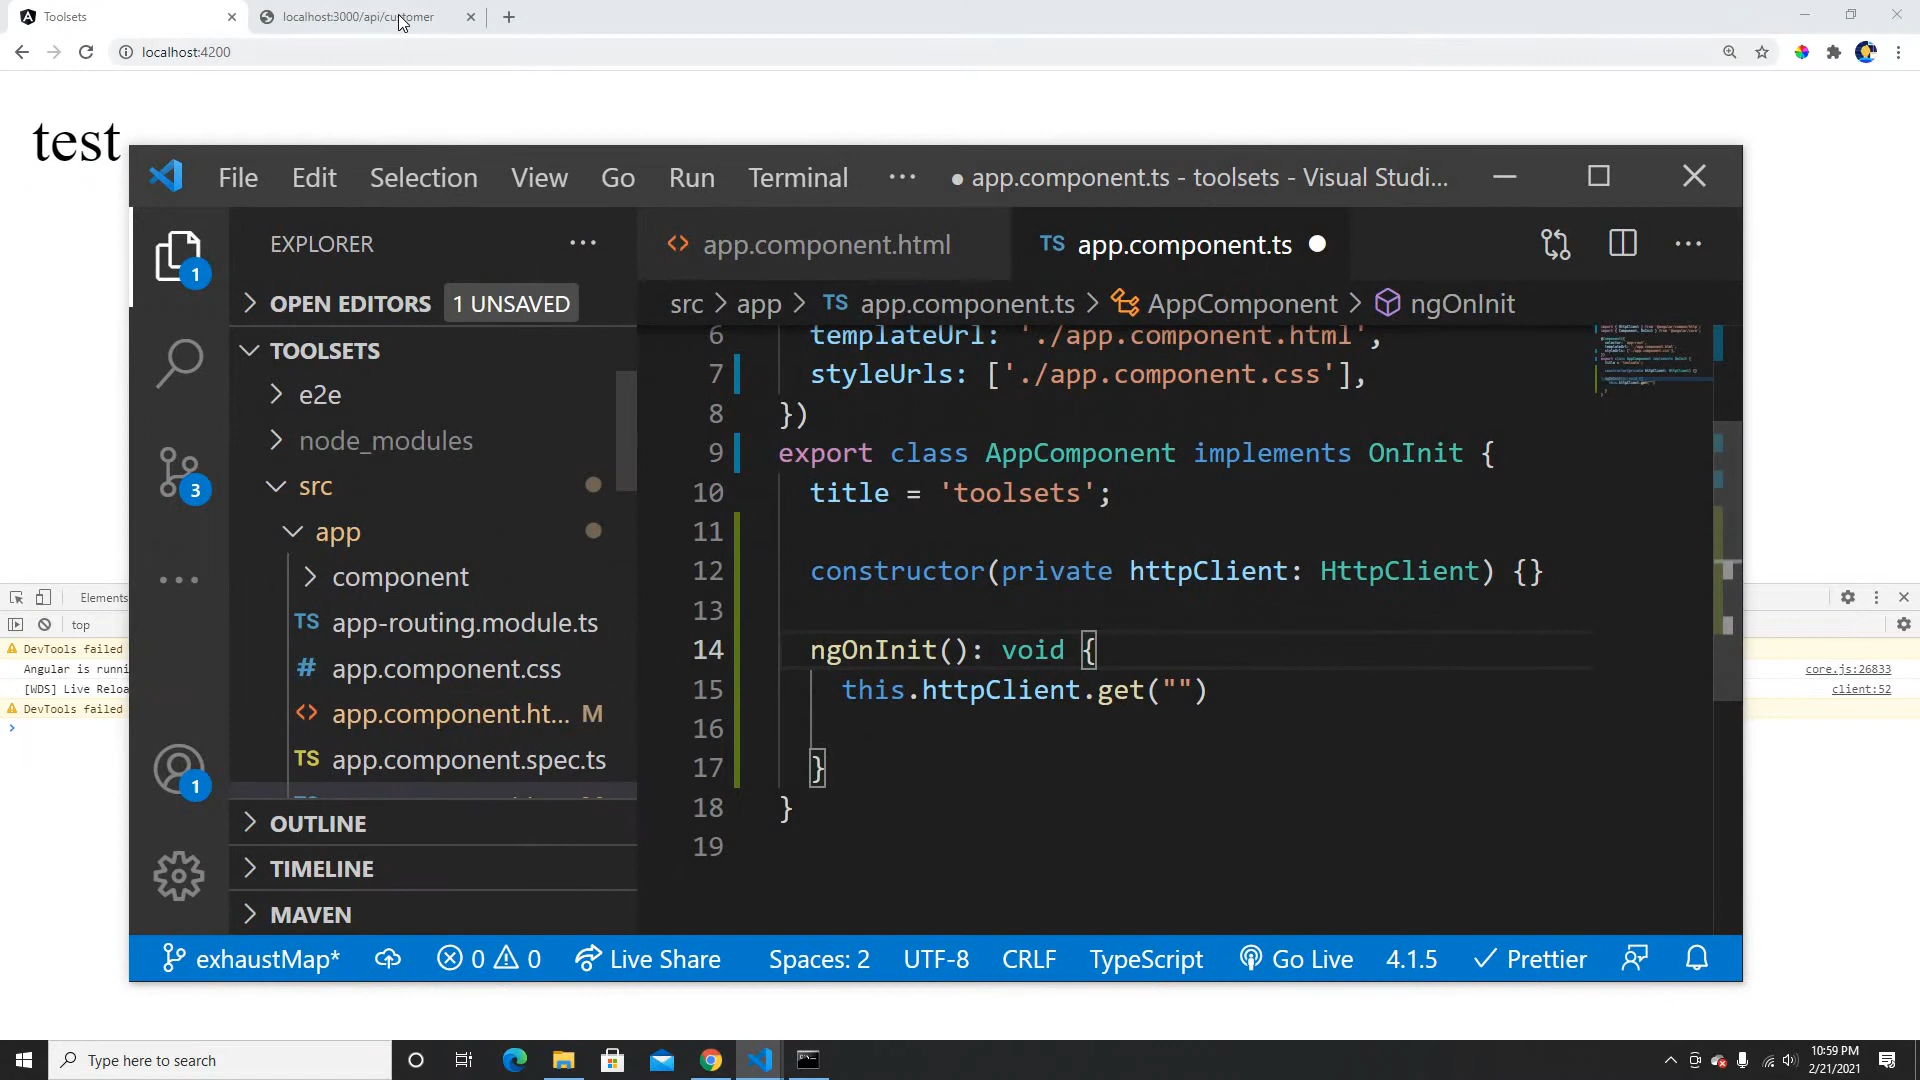 Toolsets
localhost:3000/api/customer
localhost:4200
test
File Edit Selection View Go Run Terminal ··· ● app.component.ts - toolsets - Visual Studi...
EXPLORER
OPEN EDITORS 1 UNSAVED
TOOLSETS
e2e
node_modules
src
app
component
TS app-routing.module.ts
# app.component.css
<> app.component.ht... M
TS app.component.spec.ts
OUTLINE
TIMELINE
MAVEN
<> app.component.html
TS app.component.ts ●
src > app > TS app.component.ts > AppComponent > ngOnInit
6 templateUrl: './app.component.html',
7 styleUrls: ['./app.component.css'],
8 })
9 export class AppComponent implements OnInit {
10 title = 'toolsets';
11
12 constructor(private httpClient: HttpClient) {}
13
14 ngOnInit(): void {
15 this.httpClient.get("")
16
17 }
18 }
19
1
3
1
Elements
top
DevTools failed
Angular is runni
[WDS] Live Reloa
DevTools failed
core.js:26833
client:52
exhaustMap* 0 0 Live Share Spaces: 2 UTF-8 CRLF TypeScript Go Live 4.1.5 Prettier
Type here to search
10:59 PM
2/21/2021